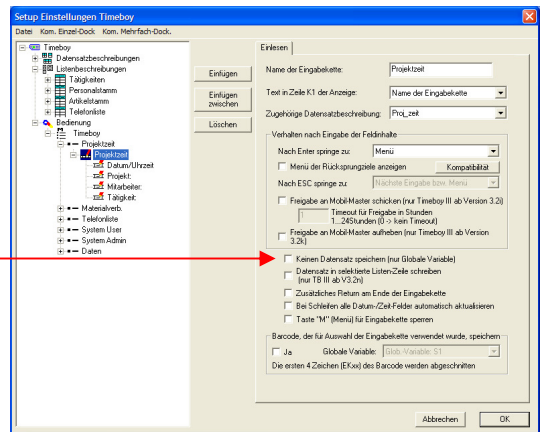 Setup Einstellungen Timeboy
Datei Kom. Einzel-Dock Kom. Mehrfach-Dock.
Timeboy
Datensatzbeschreibungen
Listenbeschreibungen
Tätigkeiten
Personalstamm
Artikelstamm
Telefonliste
Bedienung
Timeboy
Projektzeit
Projektzeit
Datum/Uhrzeit
Projekt:
Mitarbeiter:
Tätigkeit:
Materialverb.
Telefonliste
System User
System Admin
Daten
Einfügen
Einfügen
zwischen
Löschen
Einlesen
Name der Eingabekette: Projektzeit
Text in Zeile K1 der Anzeige: Name der Eingabekette
Zugehörige Datensatzbeschreibung: Proj_zeit
Verhalten nach Eingabe der Feldinhalte
Nach Enter springe zu: Menü
Menü der Rücksprungziele anzeigen Kompatibilität
Nach ESC springe zu: Nächste Eingabe bzw. Menü
Freigabe an Mobil-Master schicken (nur Timeboy III ab Version 3.2i)
Timeout für Freigabe in Stunden
1...24Stunden (0 -> kein Timeout)
Freigabe an Mobil-Master aufheben (nur Timeboy III ab Version
3.2k)
Keinen Datensatz speichern (nur Globale Variable)
Datensatz in selektierte Listen-Zeile schreiben
(nur TB III ab V3.2n)
Zusätzliches Return am Ende der Eingabekette
Bei Schleifen alle Datum-/Zeit-Felder automatisch aktualisieren
Taste "M" (Menü) für Eingabekette sperren
Barcode, der für Auswahl der Eingabekette verwendet wurde, speichern
Ja Globale Variable: Glob. Variable: S1
Die ersten 4 Zeichen (EKxx) des Barcode werden abgeschnitten
Abbrechen OK